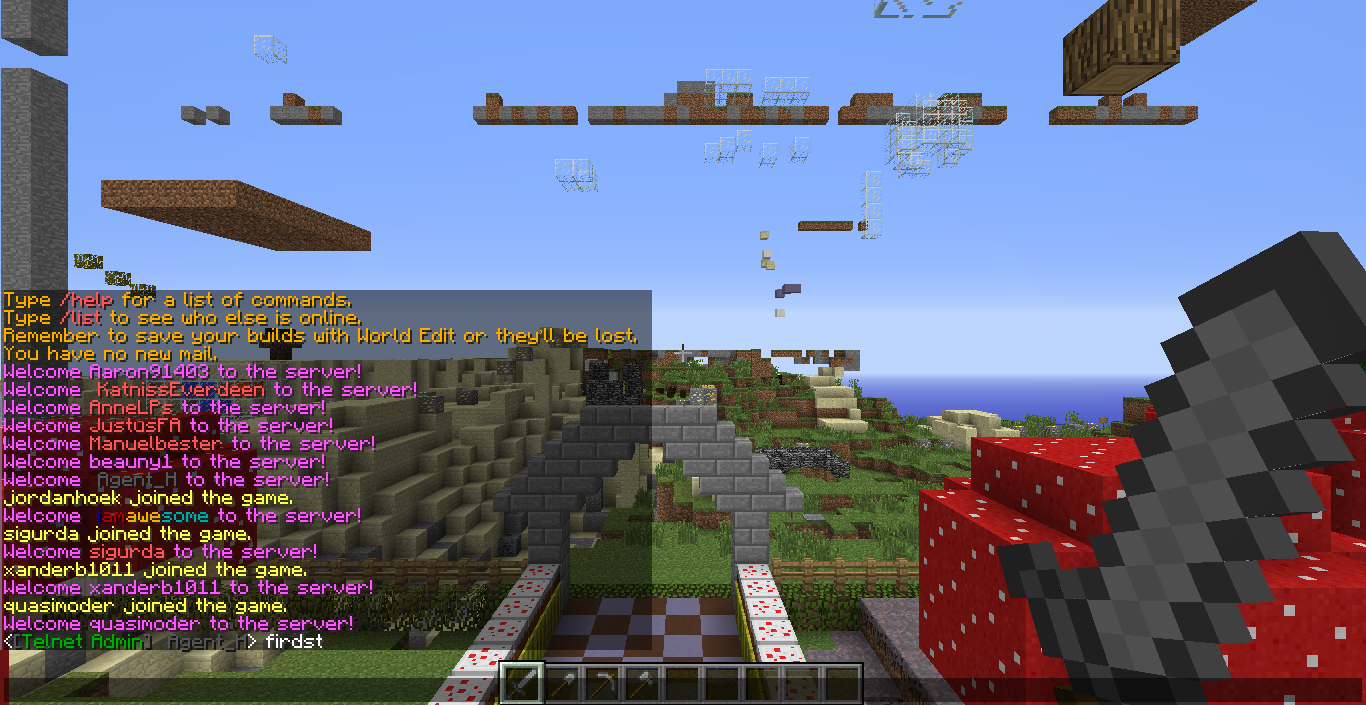 Type /help for a list of commands.
Type /list to see who else is online.
Remember to save your builds with World Edit or they'll be lost.
You have no new mail.
Welcome Aaron91403 to the server!
Welcome KatnissEverdeen to the server!
Welcome AnneLPs to the server!
Welcome JustusFA to the server!
Welcome Manuelbester to the server!
Welcome beauny1 to the server!
Welcome Agent_H to the server!
jordanhoek joined the game.
Welcome iamawesome to the server!
sigurda joined the game.
Welcome sigurda to the server!
xanderb1011 joined the game.
Welcome xanderb1011 to the server!
quasimoder joined the game.
Welcome quasimoder to the server!
<[Telnet Admin] Agent_H> firdst